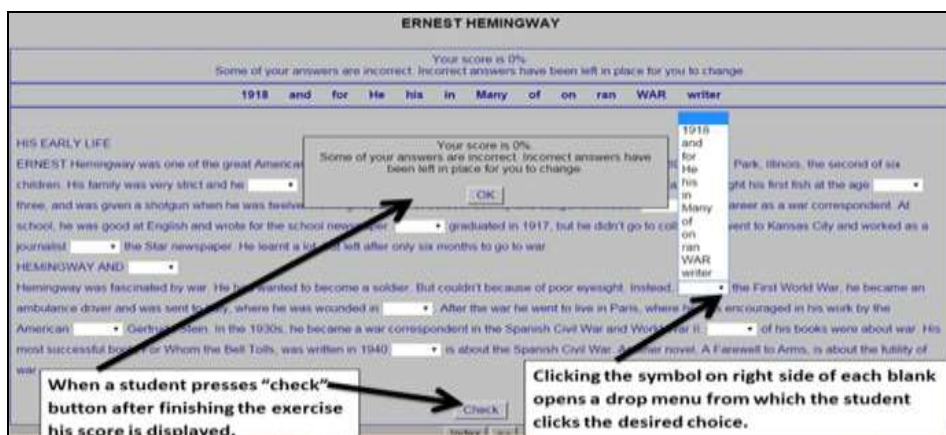 ERNEST HEMINGWAY
Your score is 0%.
Some of your answers are incorrect. Incorrect answers have been left in place for you to change.
1918 and for He his in Many of on ran WAR writer
HIS EARLY LIFE
ERNEST Hemingway was one of the great American Park, Illinois, the second of six
children. His family was very strict and he ght his first fish at the age
three, and was given a shotgun when he was twelve career as a war correspondent. At
school, he was good at English and wrote for the school newspaper graduated in 1917, but he didn't go to ent to Kansas City and worked as a
journalist the Star newspaper. He learnt a lot left after only six months to go to war
HEMINGWAY AND
Hemingway was fascinated by war. He had wanted to become a soldier. But couldn't because of poor eyesight. Instead, the First World War, he became an
ambulance driver and was sent to where he was wounded in . After the war he went to live in Paris, where encouraged in his work by the
American Gertrude Stein. In the 1930s, he became a war correspondent in the Spanish Civil War and World War II. of his books were about war. His
most successful For Whom the Bell Tolls, was written in 1940 is about the Spanish Civil War. Another novel, A Farewell to Arms, is about the futility of
war
Your score is 0%.
Some of your answers are incorrect. Incorrect answers have
been left in place for you to change.
OK
1918
and
for
He
his
in
Many
of
on
ran
WAR
writer
When a student presses "check"
button after finishing the exercise
his score is displayed.
Clicking the symbol on right side of each blank
opens a drop menu from which the student
clicks the desired choice.
Check
Index =>